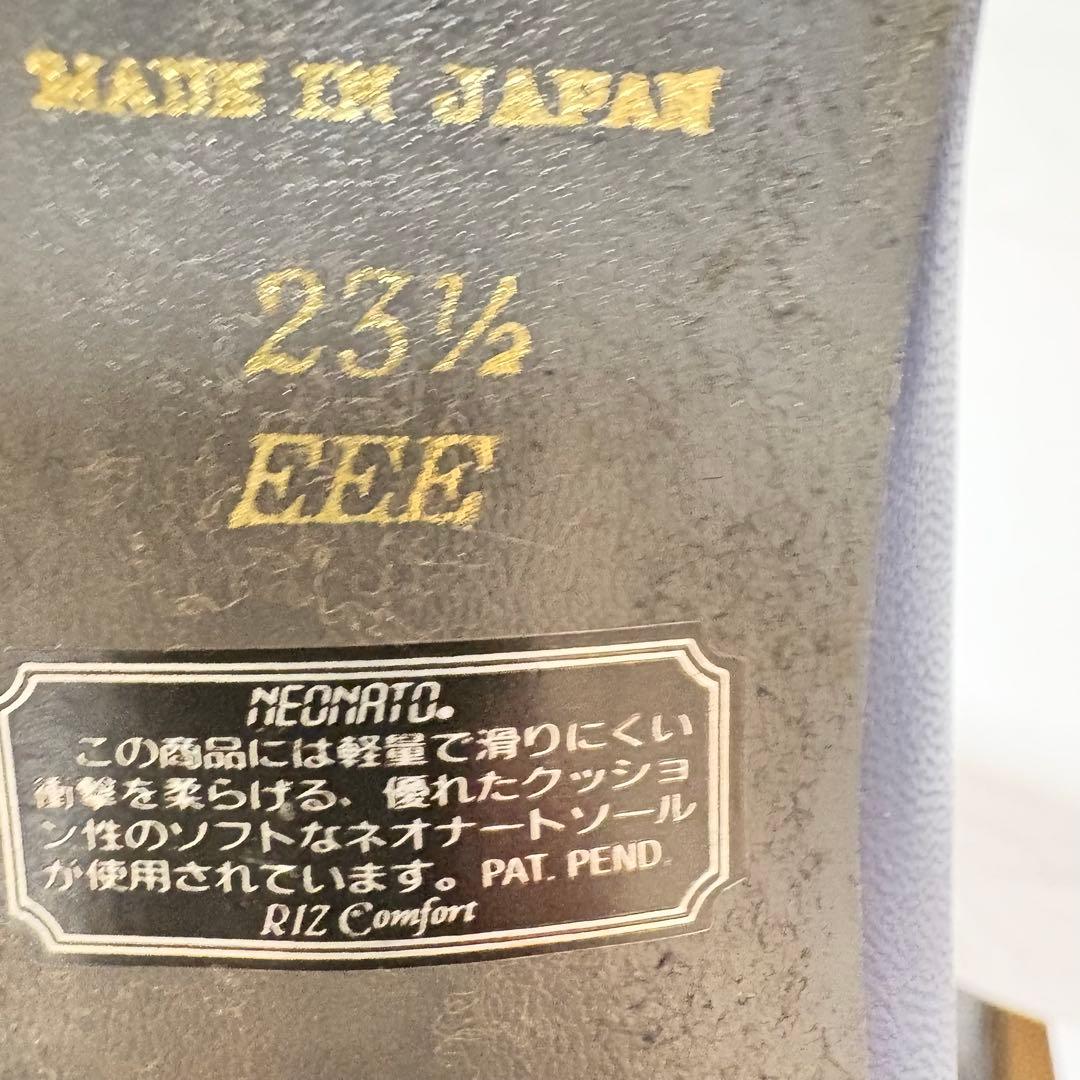 MADE IN JAPAN
23½
EEE
NEONATO.
この商品には軽量で滑りにくい
衝撃を柔らげる、優れたクッショ
ン性のソフトなネオナートソール
が使用されています。PAT. PEND.
RIZ Comfort